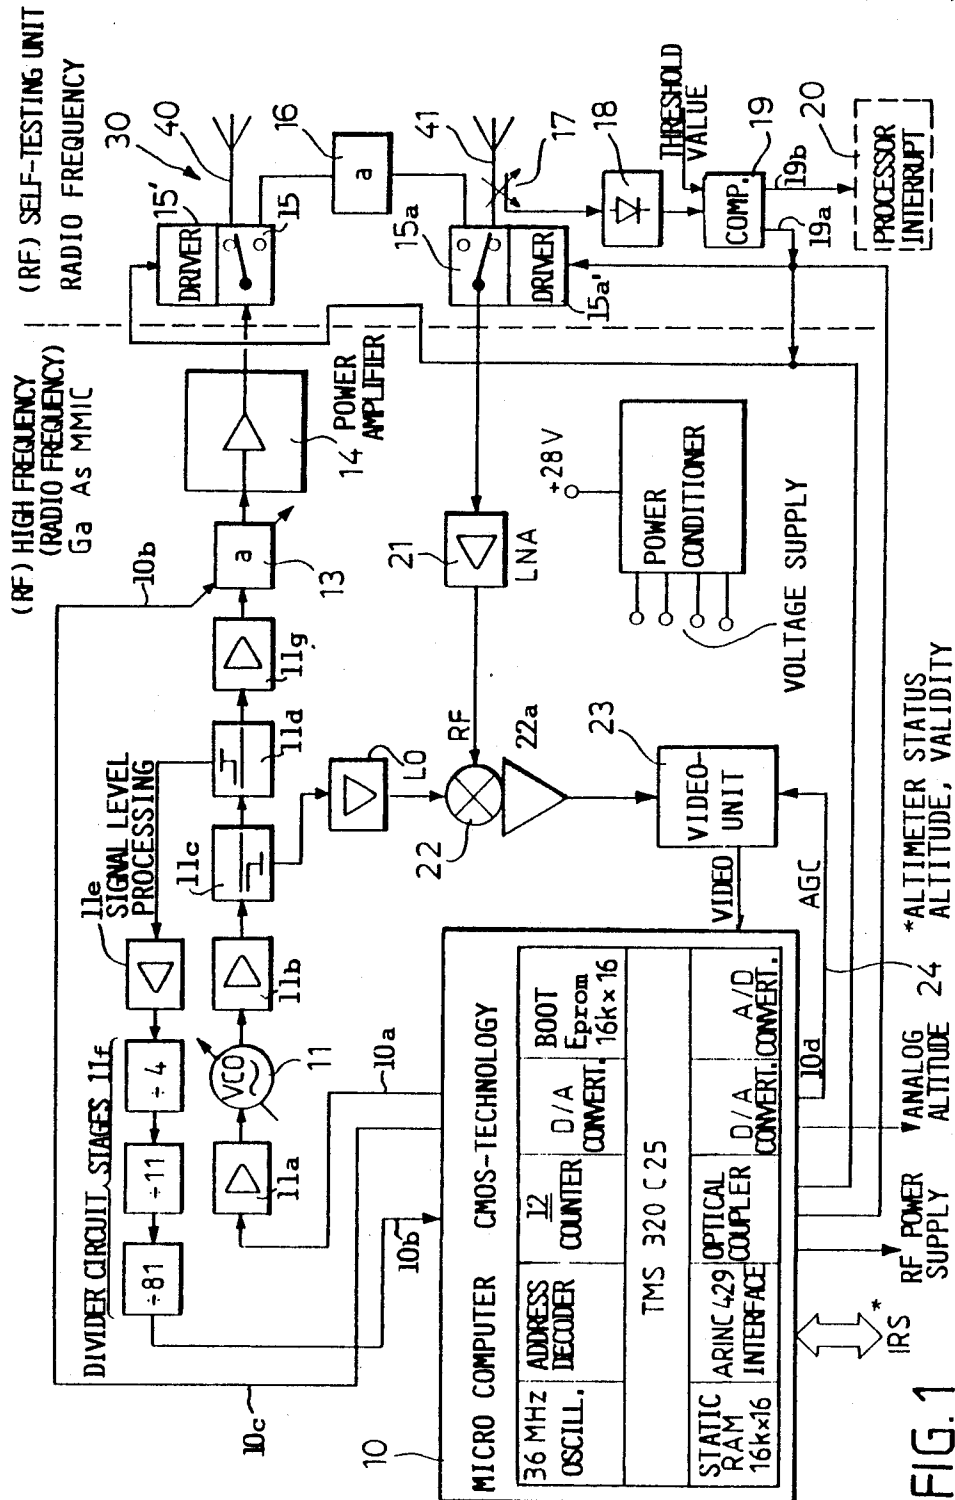 (RF) SELF-TESTING UNIT
RADIO FREQUENCY
(RF) HIGH FREQUENCY
(RADIO FREQUENCY)
Ga As MMIC
30
40
15'
DRIVER
15
16
a
41
17
15a
DRIVER
15a'
18
THRESHOLD
VALUE
COMP.
19
19a
19b
20
PROCESSOR
INTERRUPT
POWER
AMPLIFIER
14
10b
a
13
11g
11d
11c
11b
VCO
11
11a
11e
SIGNAL LEVEL
PROCESSING
DIVIDER CIRCUIT STAGES 11f
÷4
÷11
÷81
10b
10c
10a
LO
RF
22
22a
21
LNA
+28V
POWER
CONDITIONER
VOLTAGE SUPPLY
23
VIDEO-
UNIT
VIDEO
AGC
24
10d
10
MICRO COMPUTER CMOS-TECHNOLOGY
36 MHz
OSCILL.
ADDRESS
DECODER
12
COUNTER
D/A
CONVERT.
BOOT
Eprom
16k×16
TMS 320 C25
STATIC
RAM
16k×16
ARINC 429
INTERFACE
OPTICAL
COUPLER
D/A
CONVERT.
A/D
CONVERT.
IRS *
RF POWER
SUPPLY
ANALOG
ALTITUDE
*ALTIMETER STATUS
ALTITUDE, VALIDITY
FIG. 1